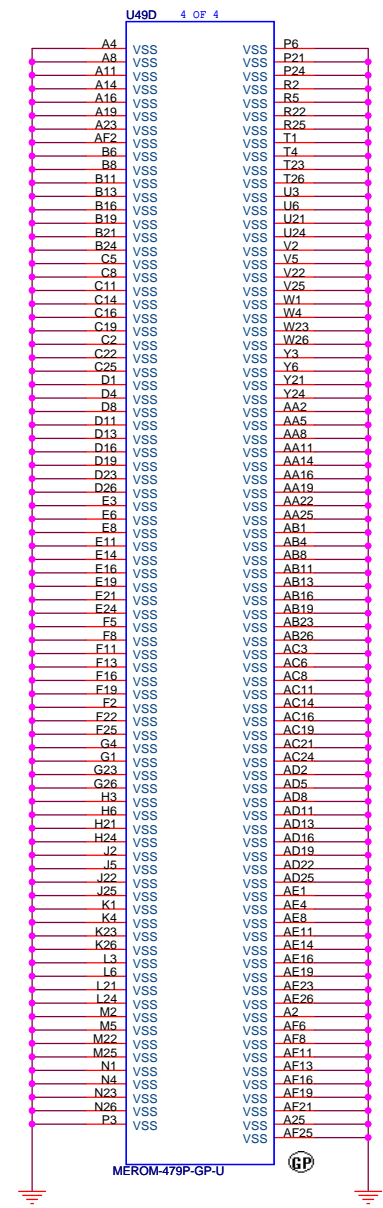 U49D 4 OF 4
A4 VSS VSS P6
A8 VSS VSS P21
A11 VSS VSS P24
A14 VSS VSS R2
A16 VSS VSS R5
A19 VSS VSS R22
A23 VSS VSS R25
AF2 VSS VSS T1
B6 VSS VSS T4
B8 VSS VSS T23
B11 VSS VSS T26
B13 VSS VSS U3
B16 VSS VSS U6
B19 VSS VSS U21
B21 VSS VSS U24
B24 VSS VSS V2
C5 VSS VSS V5
C8 VSS VSS V22
C11 VSS VSS V25
C14 VSS VSS W1
C16 VSS VSS W4
C19 VSS VSS W23
C2 VSS VSS W26
C22 VSS VSS Y3
C25 VSS VSS Y6
D1 VSS VSS Y21
D4 VSS VSS Y24
D8 VSS VSS AA2
D11 VSS VSS AA5
D13 VSS VSS AA8
D16 VSS VSS AA11
D19 VSS VSS AA14
D23 VSS VSS AA16
D26 VSS VSS AA19
E3 VSS VSS AA22
E6 VSS VSS AA25
E8 VSS VSS AB1
E11 VSS VSS AB4
E14 VSS VSS AB8
E16 VSS VSS AB11
E19 VSS VSS AB13
E21 VSS VSS AB16
E24 VSS VSS AB19
F5 VSS VSS AB23
F8 VSS VSS AB26
F11 VSS VSS AC3
F13 VSS VSS AC6
F16 VSS VSS AC8
F19 VSS VSS AC11
F2 VSS VSS AC14
F22 VSS VSS AC16
F25 VSS VSS AC19
G4 VSS VSS AC21
G1 VSS VSS AC24
G23 VSS VSS AD2
G26 VSS VSS AD5
H3 VSS VSS AD8
H6 VSS VSS AD11
H21 VSS VSS AD13
H24 VSS VSS AD16
J2 VSS VSS AD19
J5 VSS VSS AD22
J22 VSS VSS AD25
J25 VSS VSS AE1
K1 VSS VSS AE4
K4 VSS VSS AE8
K23 VSS VSS AE11
K26 VSS VSS AE14
L3 VSS VSS AE16
L6 VSS VSS AE19
L21 VSS VSS AE23
L24 VSS VSS AE26
M2 VSS VSS A2
M5 VSS VSS AF6
M22 VSS VSS AF8
M25 VSS VSS AF11
N1 VSS VSS AF13
N4 VSS VSS AF16
N23 VSS VSS AF19
N26 VSS VSS AF21
P3 VSS VSS A25
VSS AF25
MEROM-479P-GP-U
GP